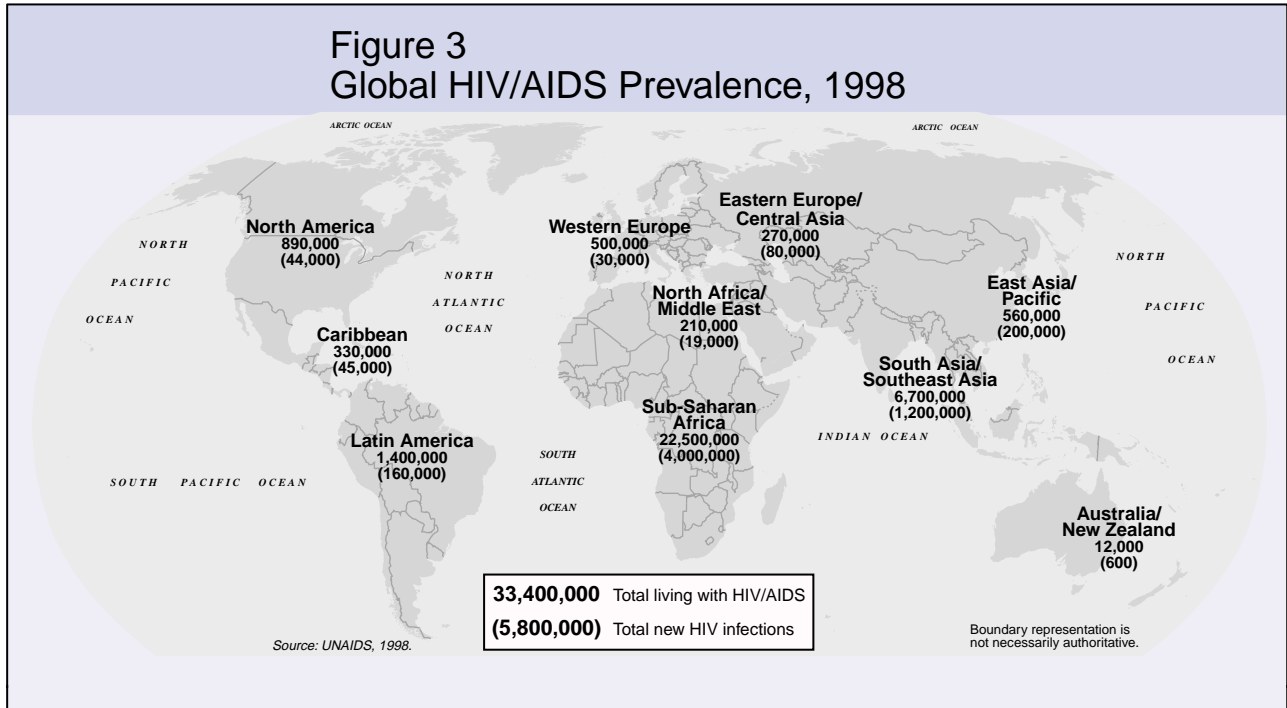 Figure 3
Global HIV/AIDS Prevalence, 1998
ARCTIC OCEAN
ARCTIC OCEAN
North America
890,000
(44,000)
Western Europe
500,000
(30,000)
Eastern Europe/
Central Asia
270,000
(80,000)
NORTH
PACIFIC
OCEAN
NORTH
ATLANTIC
OCEAN
North Africa/
Middle East
210,000
(19,000)
East Asia/
Pacific
560,000
(200,000)
NORTH
PACIFIC
OCEAN
Caribbean
330,000
(45,000)
South Asia/
Southeast Asia
6,700,000
(1,200,000)
Sub-Saharan
Africa
22,500,000
(4,000,000)
INDIAN OCEAN
Latin America
1,400,000
(160,000)
SOUTH PACIFIC OCEAN
SOUTH
ATLANTIC
OCEAN
Australia/
New Zealand
12,000
(600)
33,400,000 Total living with HIV/AIDS
(5,800,000) Total new HIV infections
Source: UNAIDS, 1998.
Boundary representation is
not necessarily authoritative.